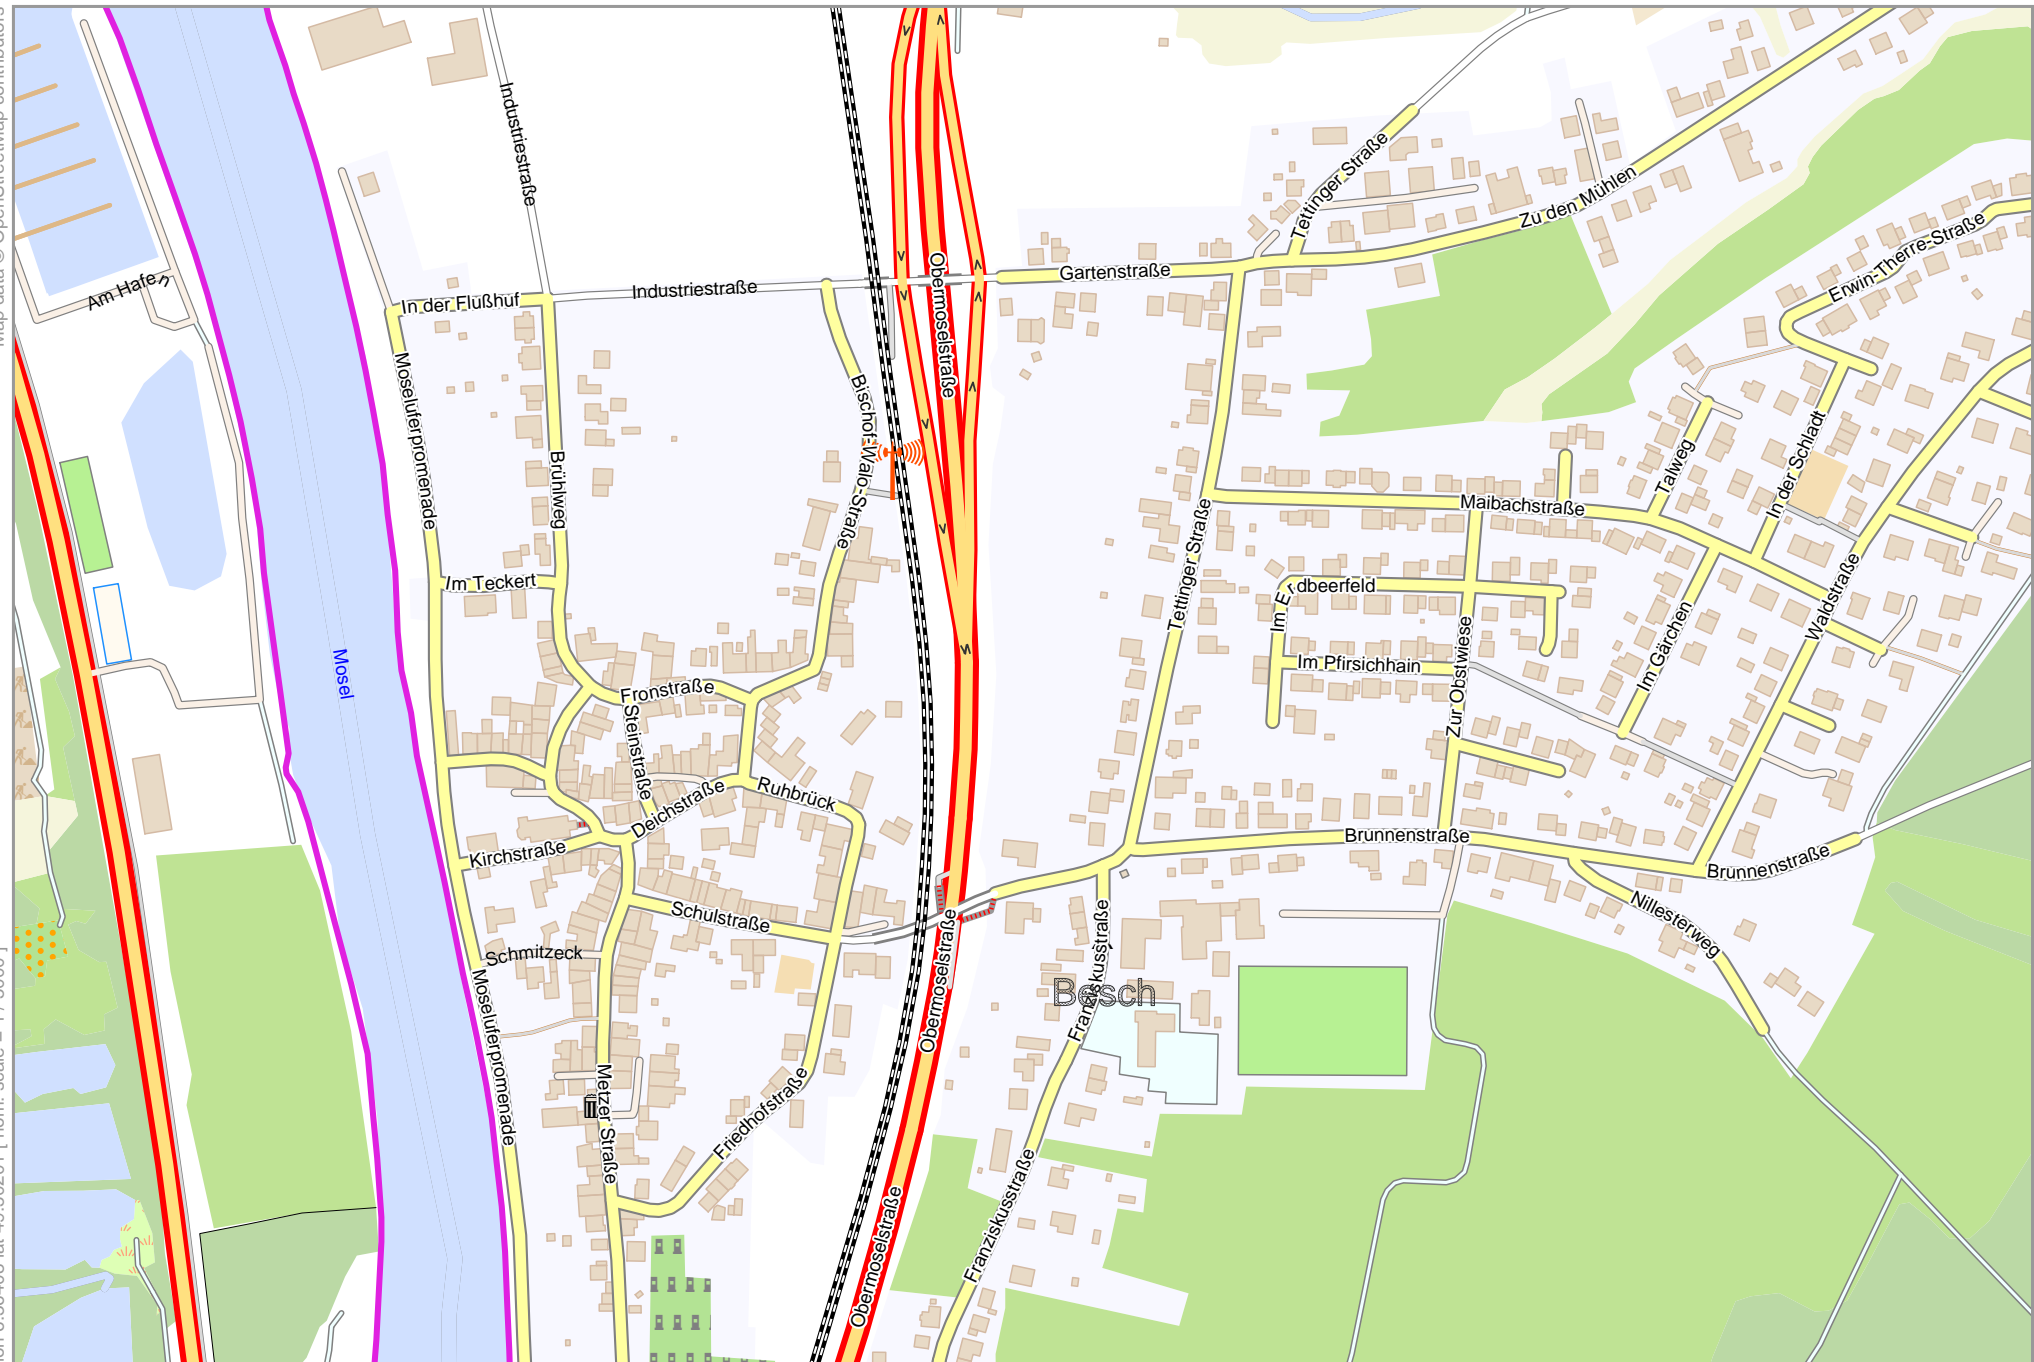 Industriestraße
Tettinger Straße
Zu den Mühlen
Erwin-Therre-Straße
Am Hafen
In der Flußhuf
Industriestraße
Obermoselstraße
Gartenstraße
Moseluferpromenade
Brühlweg
Bischof-Walo-Straße
Tettinger Straße
Maibachstraße
Talweg
In der Schladt
Im Teckert
Im Erdbeerfeld
Im Pfirsichhain
Zur Obstwiese
Im Gärchen
Waldstraße
Mosel
Fronstraße
Steinstraße
Deichstraße
Ruhbrück
Kirchstraße
Brunnenstraße
Brunnenstraße
Nillesterweg
Schulstraße
Schmitzeck
Obermoselstraße
Franziskusstraße
Besch
Moseluferpromenade
Metzer Straße
Friedhofstraße
Franziskusstraße
Obermoselstraße